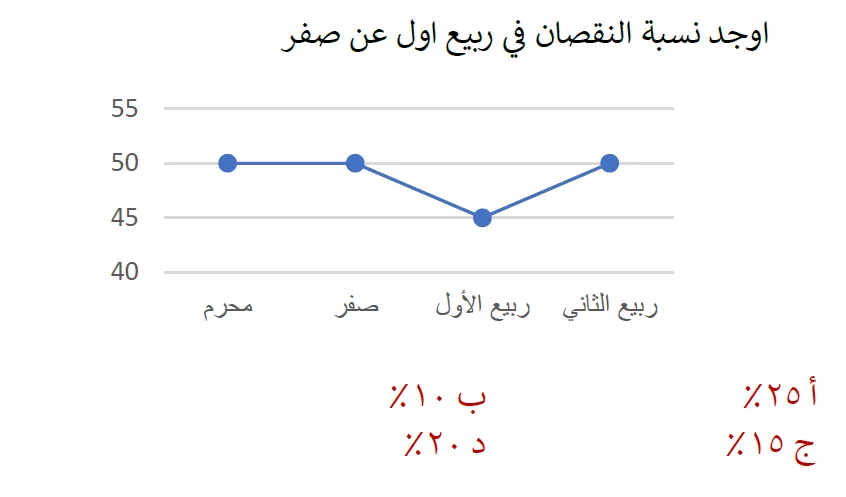 اوجد نسبة النقصان في ربيع اول عن صفر
55
50
45
40
محرم صفر ربيع الأول ربيع الثاني
أ ٢٥٪ ب ١٠٪
ج ١٥٪ د ٢٠٪